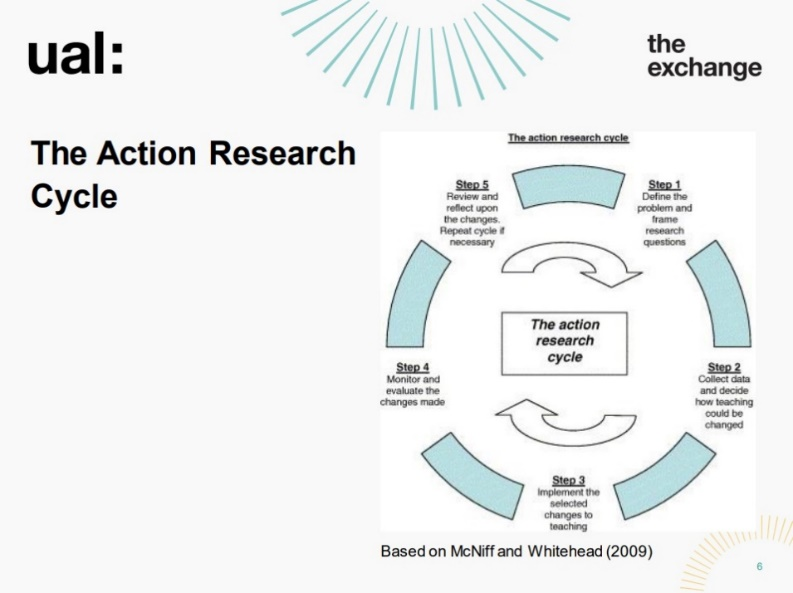 ual:
the
exchange
The Action Research
Cycle
The action research cycle
Step 5
Review and
reflect upon
the changes.
Repeat cycle if
necessary
Step 1
Define the
problem and
frame
research
questions
The action
research
cycle
Step 4
Monitor and
evaluate the
changes made
Step 2
Collect data
and decide
how teaching
could be
changed
Step 3
Implement the
selected
changes to
teaching
Based on McNiff and Whitehead (2009)
6